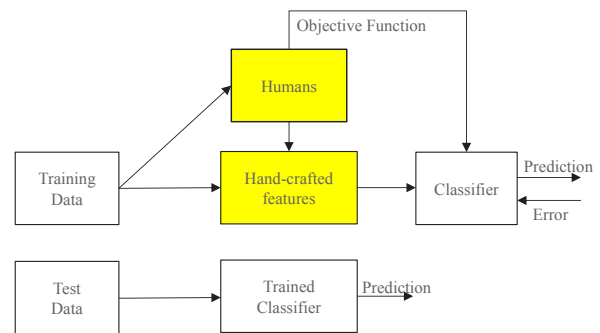 Objective Function
Humans
Training
Data
Hand-crafted
features
Classifier
Prediction
Error
Test
Data
Trained
Classifier
Prediction